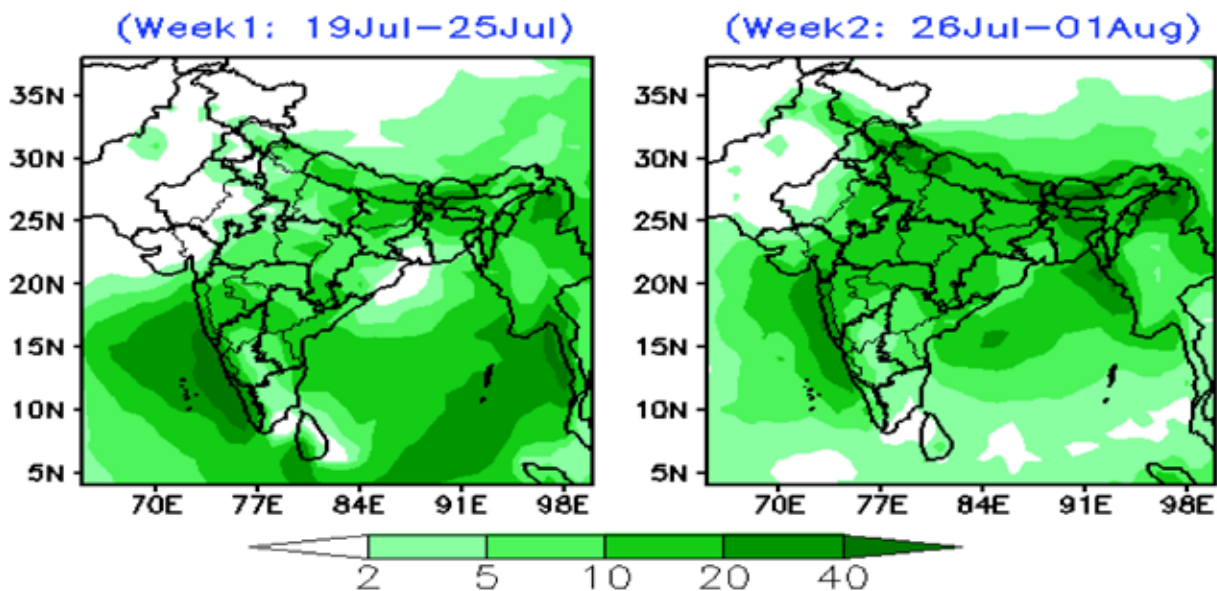 (Week1: 19Jul–25Jul) (Week2: 26Jul–01Aug)
35N 35N
30N 30N
25N 25N
20N 20N
15N 15N
10N 10N
5N 5N
70E 77E 84E 91E 98E 70E 77E 84E 91E 98E
2 5 10 20 40